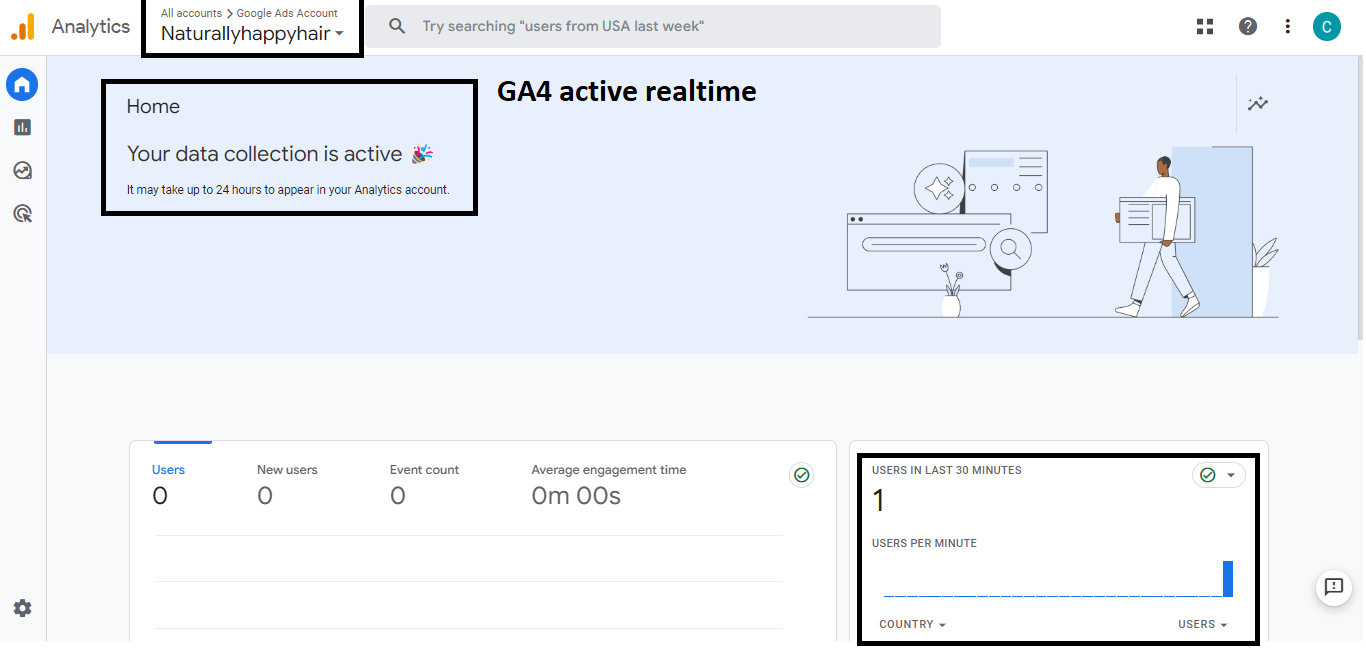 Analytics
All accounts > Google Ads Account
Naturallyhappyhair
Try searching "users from USA last week"
C
Home
GA4 active realtime
Your data collection is active 🎉
It may take up to 24 hours to appear in your Analytics account.
Users
New users
Event count
Average engagement time
0
0
0
0m 00s
USERS IN LAST 30 MINUTES
1
USERS PER MINUTE
COUNTRY
USERS